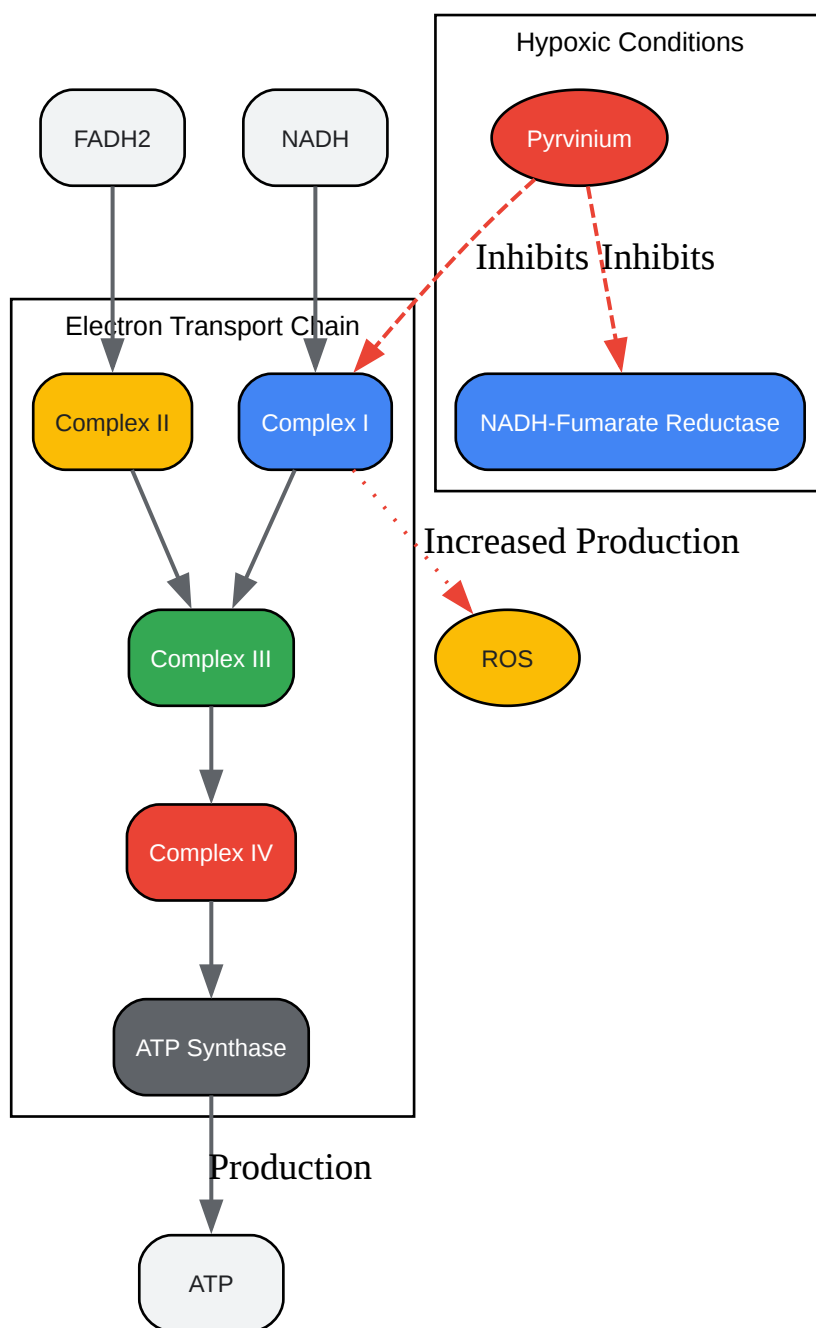 Hypoxic Conditions
FADH2
NADH
Pyrvinium
Inhibits
Inhibits
Electron Transport Chain
Complex II
Complex I
NADH-Fumarate Reductase
Increased Production
Complex III
ROS
Complex IV
ATP Synthase
Production
ATP